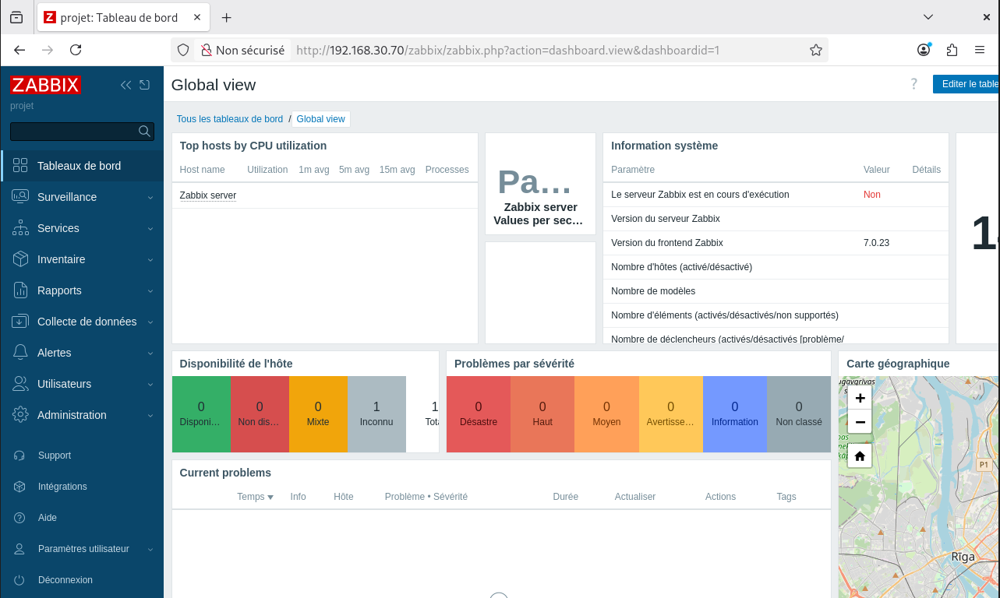 projet: Tableau de bord
Non sécurisé
http://192.168.30.70/zabbix/zabbix.php?action=dashboard.view&dashboardid=1
ZABBIX
projet
Tableaux de bord
Surveillance
Services
Inventaire
Rapports
Collecte de données
Alertes
Utilisateurs
Administration
Support
Intégrations
Aide
Paramètres utilisateur
Déconnexion
Global view
?
Editer le table
Tous les tableaux de bord / Global view
Top hosts by CPU utilization
Host name Utilization 1m avg 5m avg 15m avg Processes
Zabbix server
Pa…
Zabbix server
Values per sec…
Information système
Paramètre Valeur Détails
Le serveur Zabbix est en cours d'exécution Non
Version du serveur Zabbix
Version du frontend Zabbix 7.0.23
Nombre d'hôtes (activé/désactivé)
Nombre de modèles
Nombre d'éléments (activés/désactivés/non supportés)
Nombre de déclencheurs (activés/désactivés [problème/
1
Disponibilité de l'hôte
0 0 0 1 1
Disponi… Non dis… Mixte Inconnu Tota
Problèmes par sévérité
0 0 0 0 0 0
Désastre Haut Moyen Avertisse… Information Non classé
Carte géographique
+
−
P1
Rīga
Current problems
Temps Info Hôte Problème • Sévérité Durée Actualiser Actions Tags